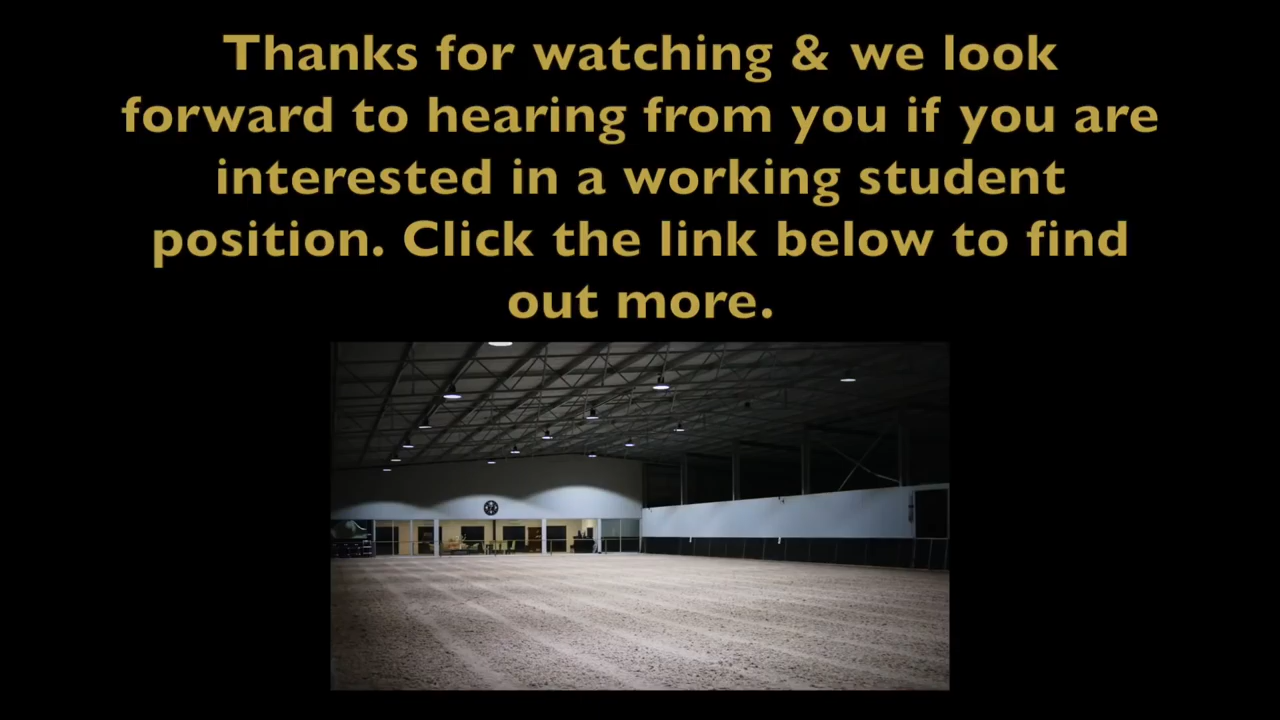 Thanks for watching & we look
forward to hearing from you if you are
interested in a working student
position. Click the link below to find
out more.